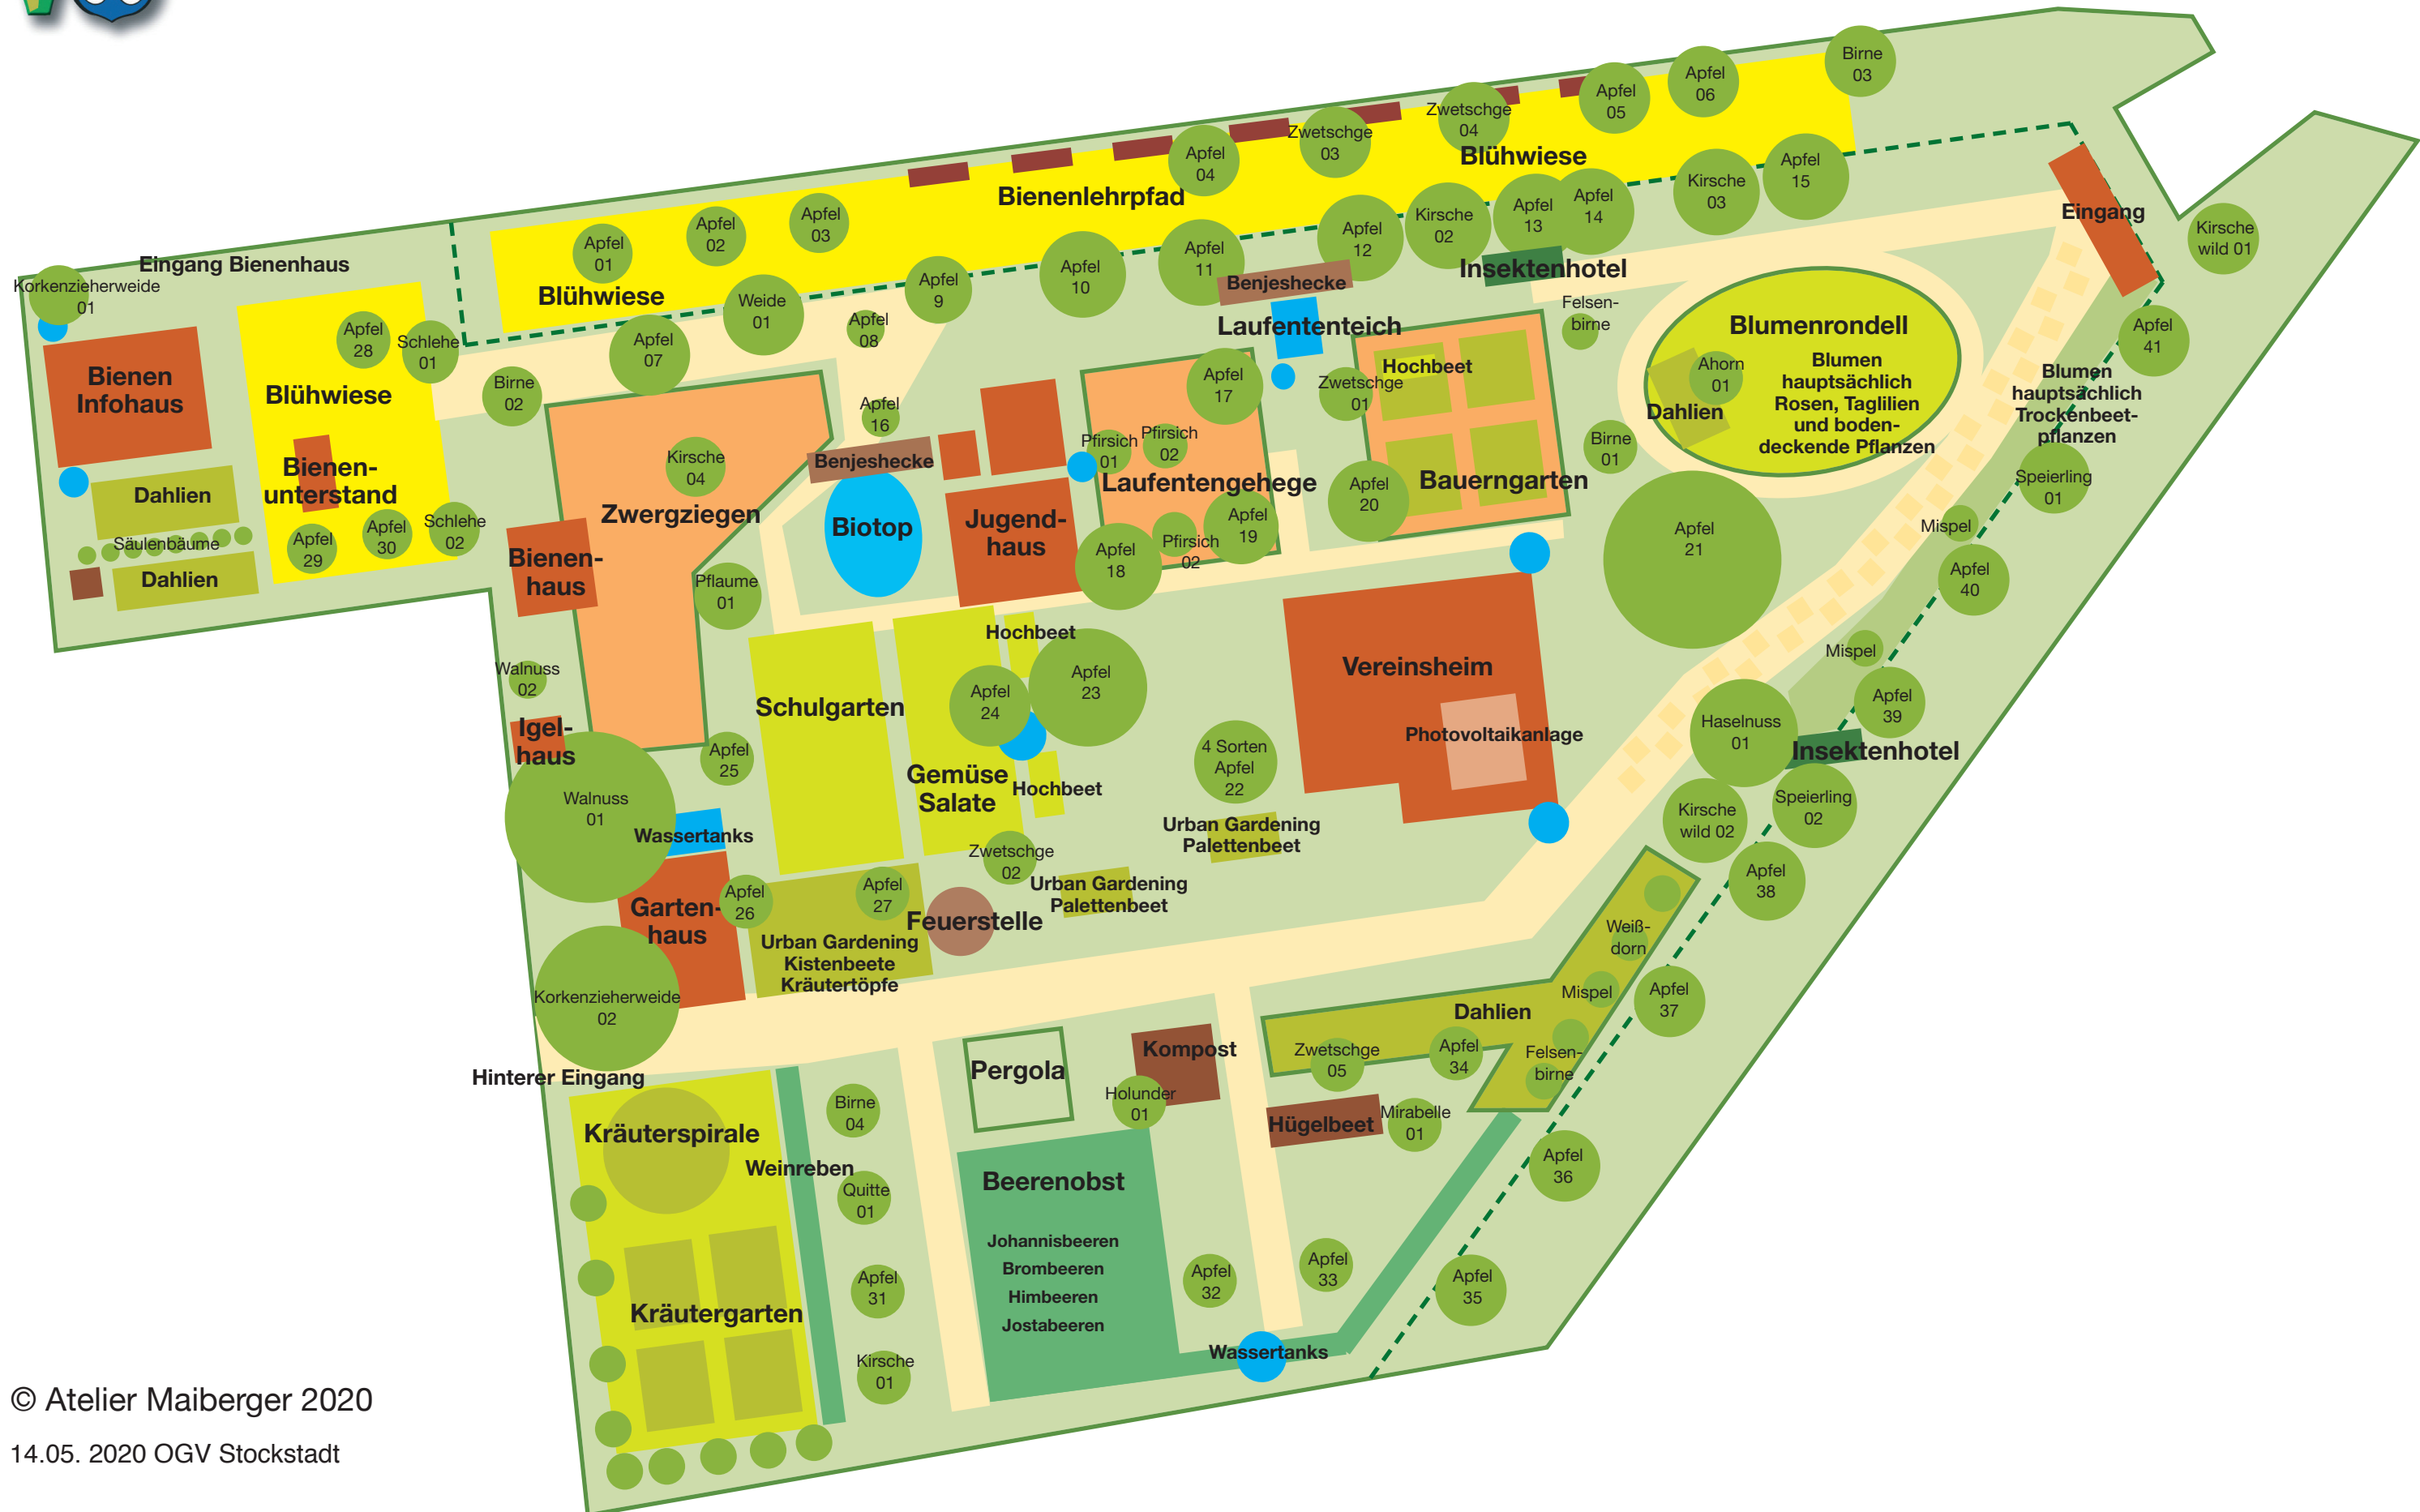 Birne
03
Apfel
06
Apfel
05
Zwetschge
04
Zwetschge
03
Blühwiese
Apfel
04
Bienenlehrpfad
Apfel
15
Kirsche
03
Apfel
14
Apfel
13
Kirsche
02
Apfel
12
Apfel
11
Apfel
10
Apfel
9
Eingang
Kirsche
wild 01
Apfel
03
Apfel
02
Apfel
01
Blühwiese
Weide
01
Apfel
07
Apfel
08
Eingang Bienenhaus
Korkenzieherweide
01
Insektenhotel
Benjeshecke
Laufententeich
Felsen-
birne
Blumenrondell
Blumen
hauptsächlich
Rosen, Taglilien
und boden-
deckende Pflanzen
Ahorn
01
Dahlien
Apfel
41
Blumen
hauptsächlich
Trockenbeet-
pflanzen
Bienen
Infohaus
Apfel
28
Schlehe
01
Blühwiese
Birne
02
Bienen-
unterstand
Dahlien
Säulenbäume
Dahlien
Apfel
29
Apfel
30
Schlehe
02
Kirsche
04
Zwergziegen
Bienen-
haus
Pflaume
01
Apfel
16
Benjeshecke
Biotop
Jugend-
haus
Apfel
17
Pfirsich
01
Pfirsich
02
Laufentengehege
Apfel
18
Pfirsich
02
Apfel
19
Zwetschge
01
Hochbeet
Apfel
20
Bauerngarten
Birne
01
Apfel
21
Speierling
01
Mispel
Apfel
40
Mispel
Apfel
39
Walnuss
02
Igel-
haus
Walnuss
01
Apfel
25
Wassertanks
Schulgarten
Hochbeet
Apfel
24
Apfel
23
Gemüse
Salate
Hochbeet
Vereinsheim
Photovoltaikanlage
4 Sorten
Apfel
22
Urban Gardening
Palettenbeet
Haselnuss
01
Insektenhotel
Kirsche
wild 02
Speierling
02
Apfel
38
Zwetschge
02
Urban Gardening
Palettenbeet
Garten-
haus
Apfel
26
Apfel
27
Feuerstelle
Urban Gardening
Kistenbeete
Kräutertöpfe
Korkenzieherweide
02
Hinterer Eingang
Weiß-
dorn
Mispel
Apfel
37
Dahlien
Felsen-
birne
Zwetschge
05
Apfel
34
Pergola
Kompost
Holunder
01
Hügelbeet
Mirabelle
01
Apfel
36
Kräuterspirale
Weinreben
Birne
04
Quitte
01
Beerenobst
Johannisbeeren
Brombeeren
Himbeeren
Jostabeeren
Apfel
31
Apfel
32
Apfel
33
Apfel
35
Kräutergarten
Wassertanks
Kirsche
01
© Atelier Maiberger 2020
14.05. 2020 OGV Stockstadt